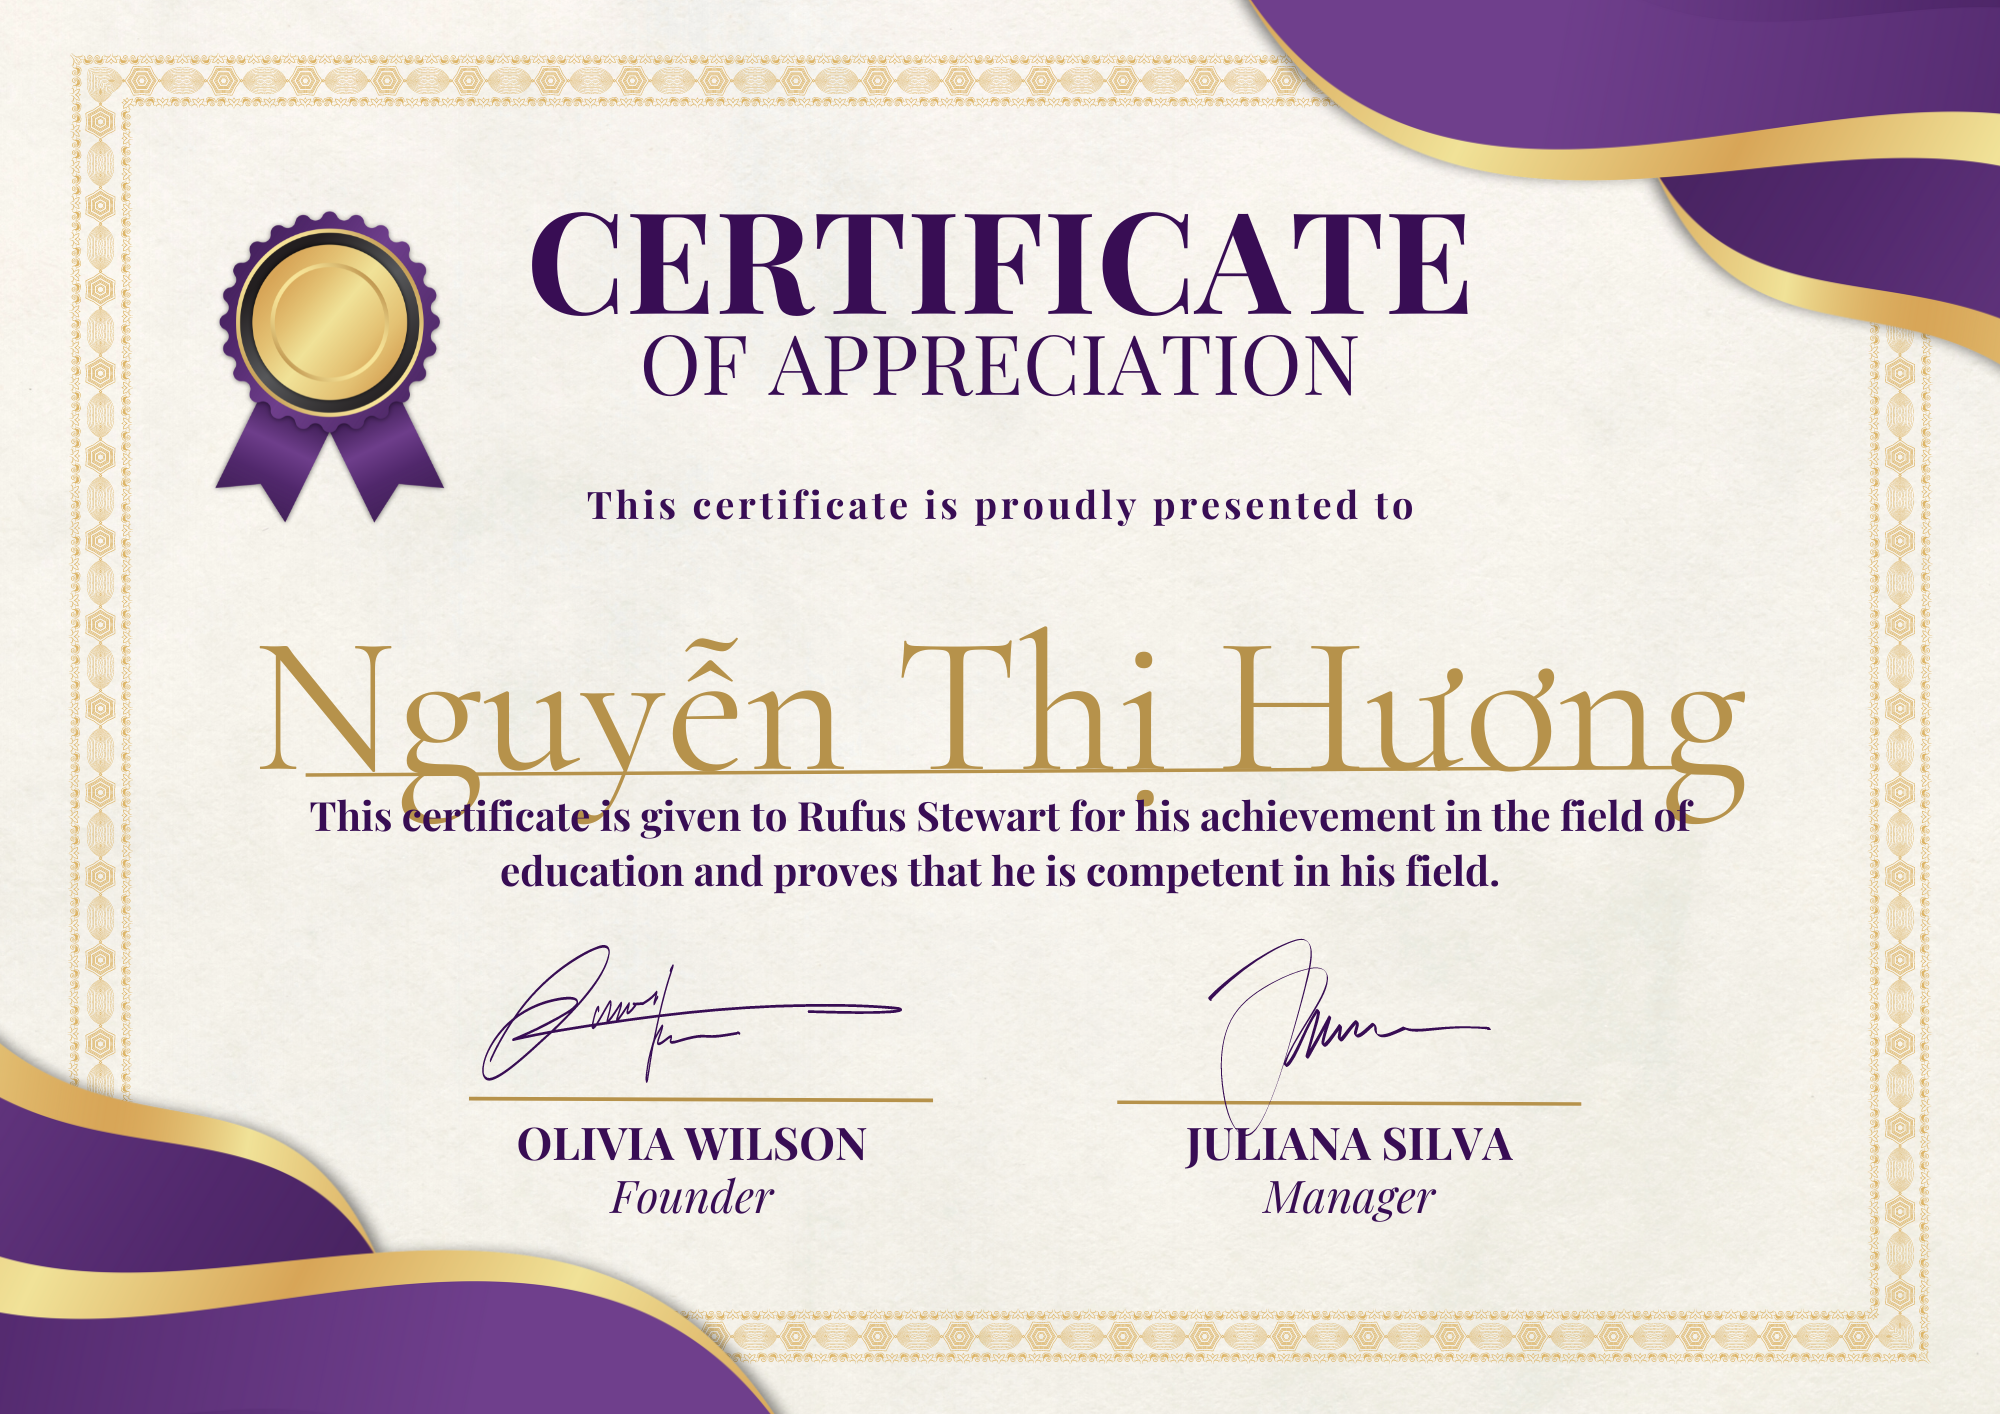 CERTIFICATE
OF APPRECIATION
This certificate is proudly presented to
Nguyễn Thị Hương
This certificate is given to Rufus Stewart for his achievement in the field of
education and proves that he is competent in his field.
OLIVIA WILSON
Founder
JULIANA SILVA
Manager